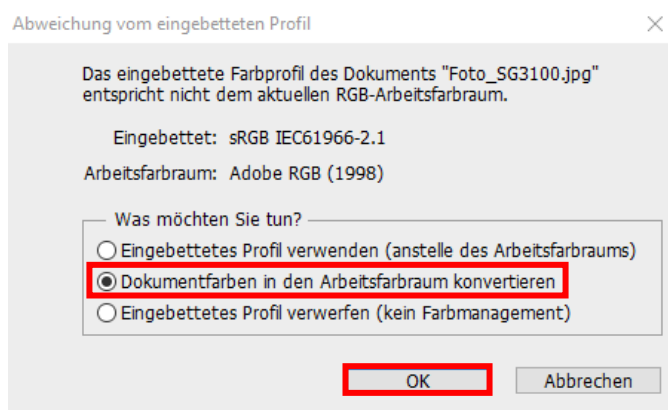 Abweichung vom eingebetteten Profil
Das eingebettete Farbprofil des Dokuments "Foto_SG3100.jpg"
entspricht nicht dem aktuellen RGB-Arbeitsfarbraum.
Eingebettet: sRGB IEC61966-2.1
Arbeitsfarbraum: Adobe RGB (1998)
Was möchten Sie tun?
Eingebettetes Profil verwenden (anstelle des Arbeitsfarbraums)
Dokumentfarben in den Arbeitsfarbraum konvertieren
Eingebettetes Profil verwerfen (kein Farbmanagement)
OK Abbrechen